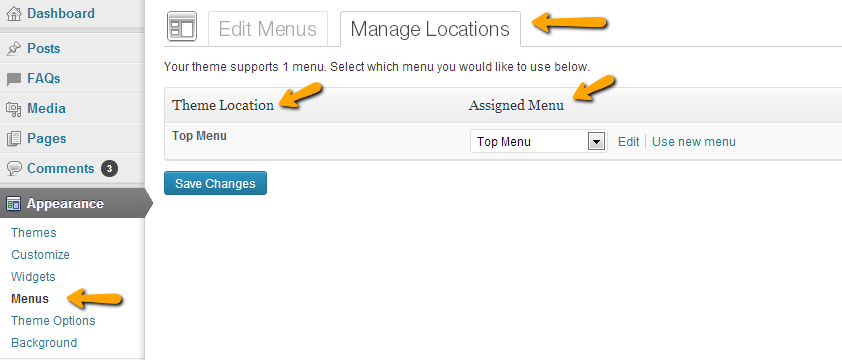 Dashboard
Posts
FAQs
Media
Pages
Comments 3
Appearance
Themes
Customize
Widgets
Menus
Theme Options
Background
Edit Menus Manage Locations
Your theme supports 1 menu. Select which menu you would like to use below.
Theme Location Assigned Menu
Top Menu Top Menu Edit Use new menu
Save Changes